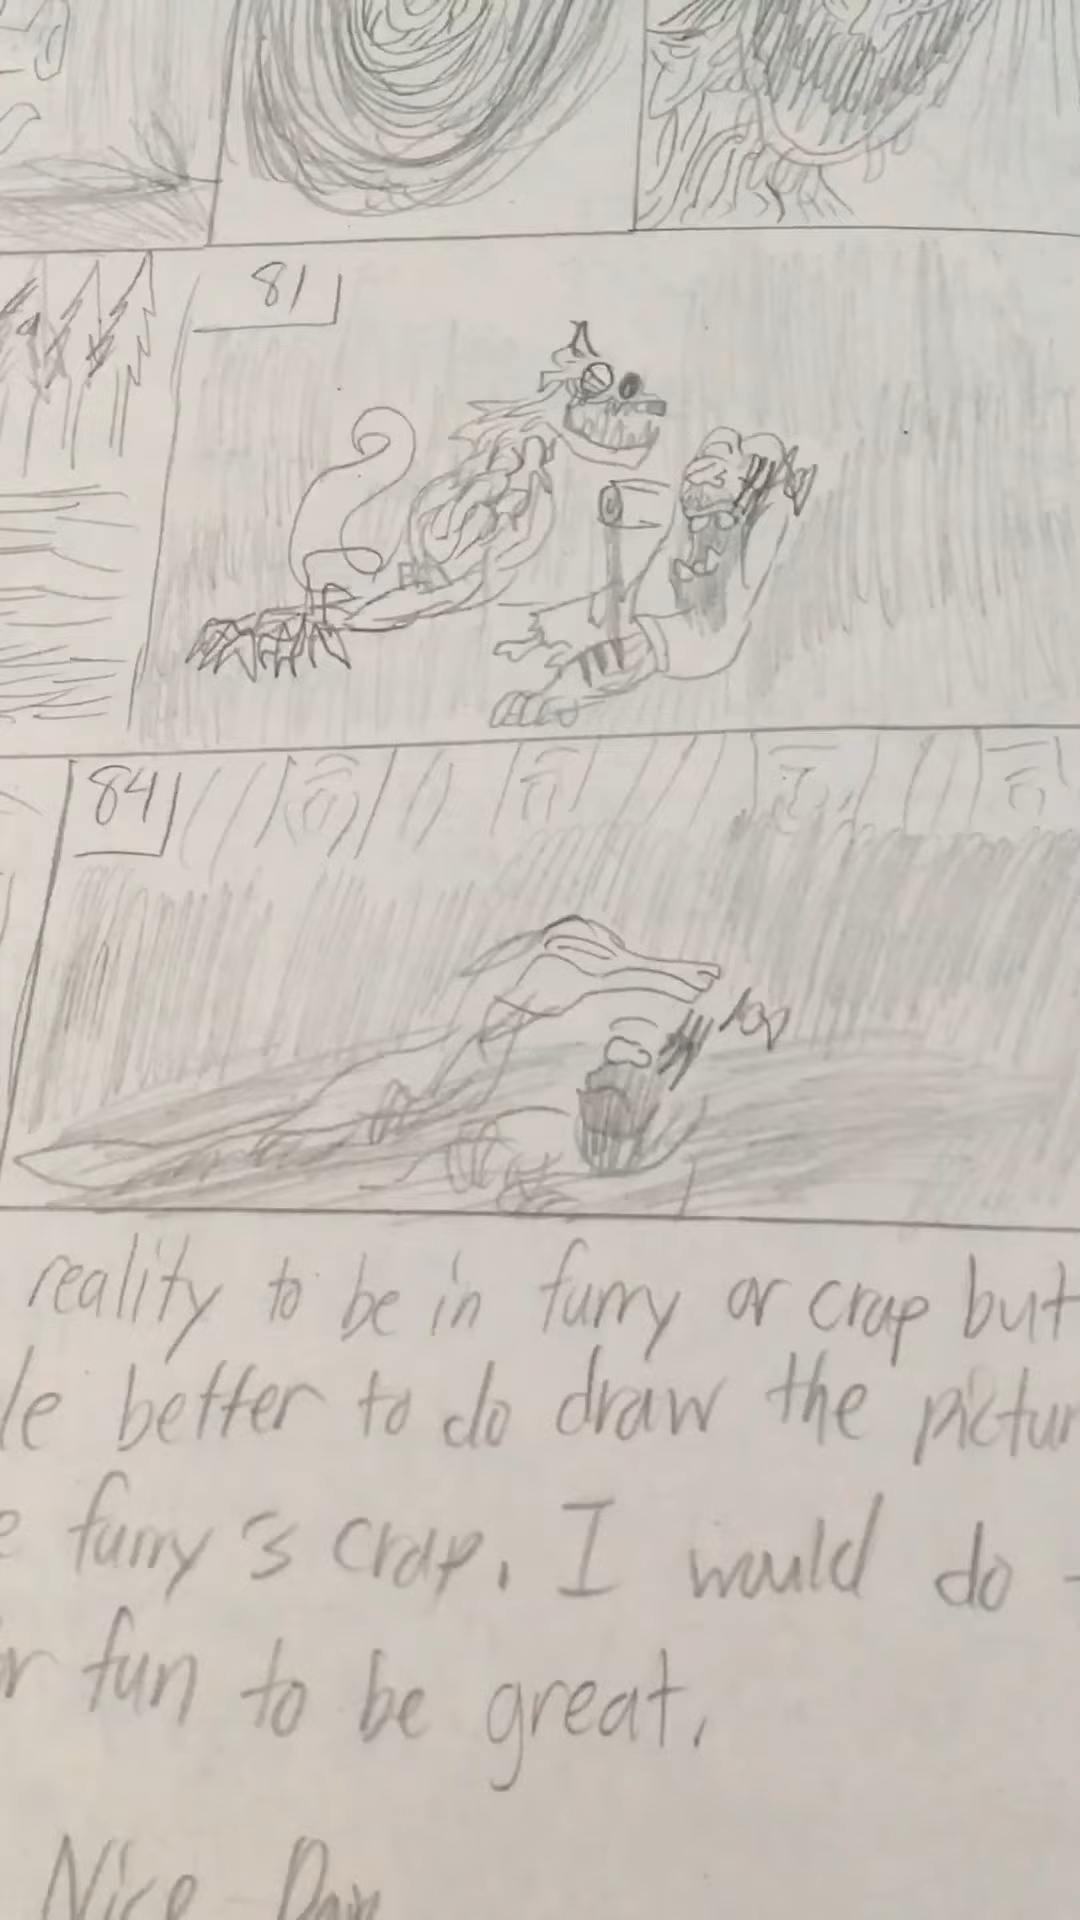 81
84
reality to be in furry or crap but
le better to do draw the pictur
e furry's crap. I would do
r fun to be great.
Nice Day